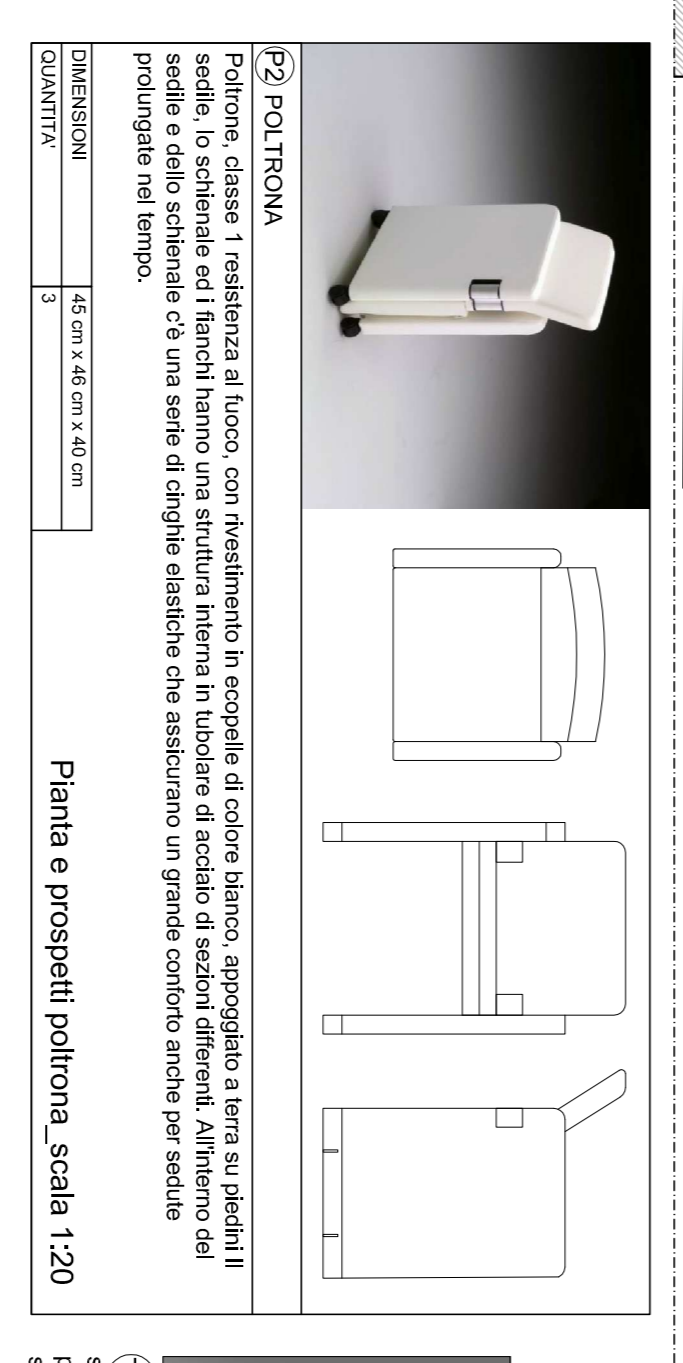 P2 POLTRONA
Poltrone, classe 1 resistenza al fuoco, con rivestimento in ecopelle di colore bianco, appoggiato a terra su piedini Il
sedile, lo schienale ed i fianchi hanno una struttura interna in tubolare di acciaio di sezioni differenti. All'interno del
sedile e dello schienale c'è una serie di cinghie elastiche che assicurano un grande conforto anche per sedute
prolungate nel tempo.
DIMENSIONI 45 cm x 46 cm x 40 cm
QUANTITA' 3
Pianta e prospetti poltrona_scala 1:20